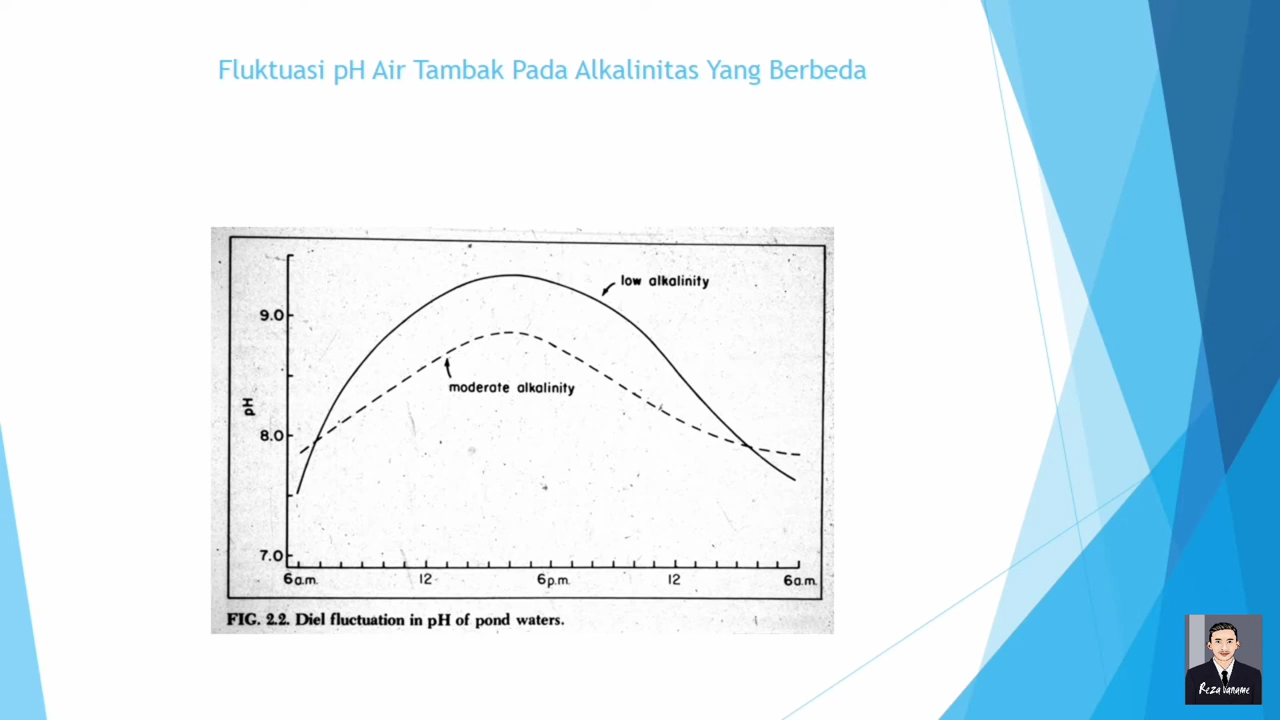 Fluktuasi pH Air Tambak Pada Alkalinitas Yang Berbeda
low alkalinity
9.0
moderate alkalinity
pH
8.0
7.0
6 a.m. 12 6 p.m. 12 6 a.m.
FIG. 2.2. Diel fluctuation in pH of pond waters.
Reza Vaname